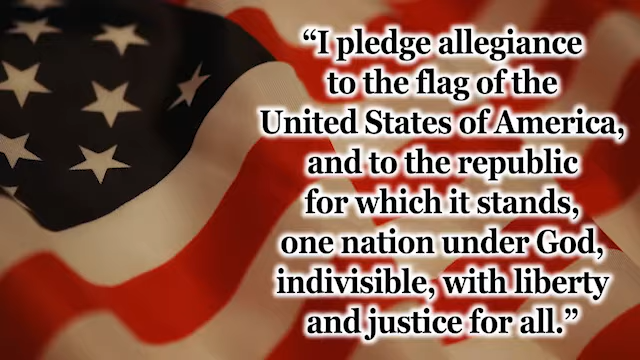 “I pledge allegiance
to the flag of the
United States of America,
and to the republic
for which it stands,
one nation under God,
indivisible, with liberty
and justice for all.”